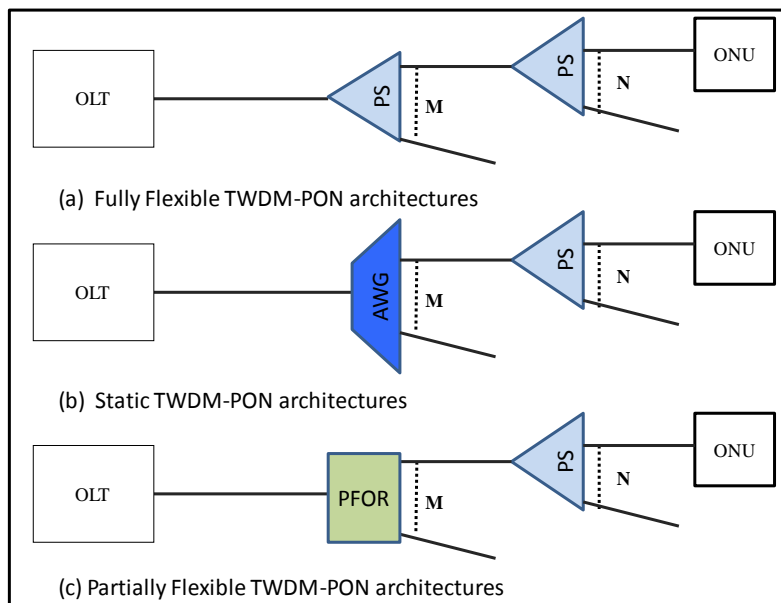 OLT
PS
M
PS
N
ONU
(a) Fully Flexible TWDM-PON architectures
OLT
AWG
M
PS
N
ONU
(b) Static TWDM-PON architectures
OLT
PFOR
M
PS
N
ONU
(c) Partially Flexible TWDM-PON architectures